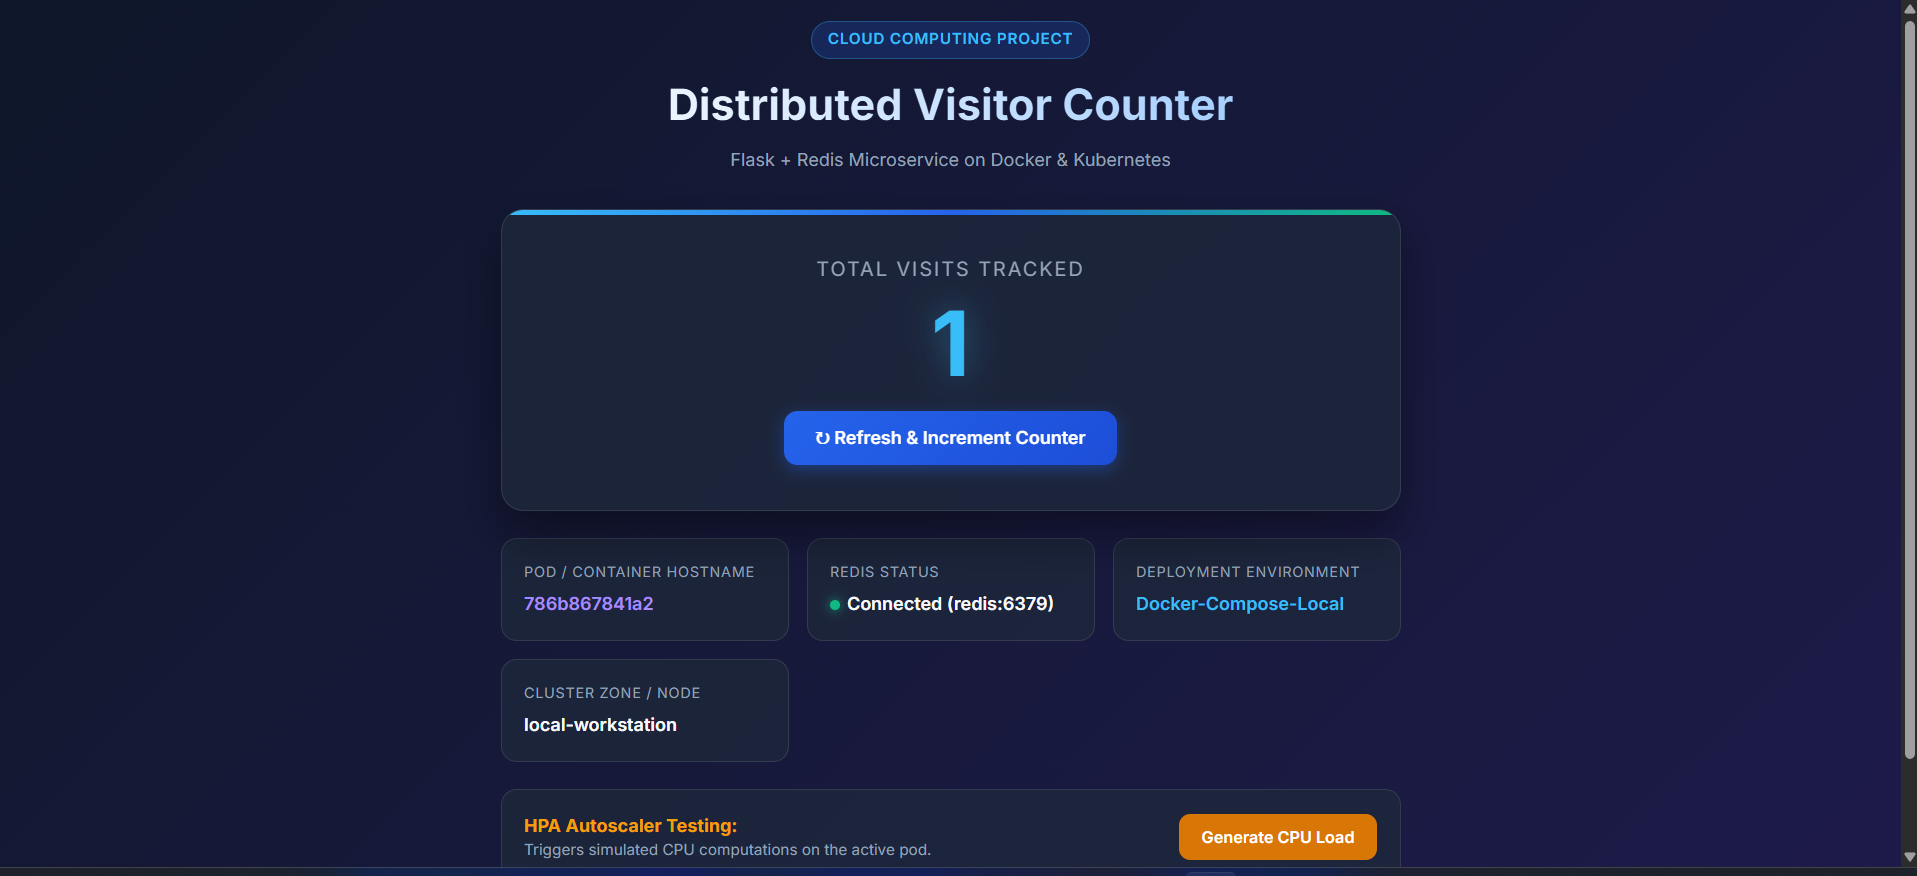 CLOUD COMPUTING PROJECT
Distributed Visitor Counter
Flask + Redis Microservice on Docker & Kubernetes
TOTAL VISITS TRACKED
1
↻ Refresh & Increment Counter
POD / CONTAINER HOSTNAME
786b867841a2
REDIS STATUS
Connected (redis:6379)
DEPLOYMENT ENVIRONMENT
Docker-Compose-Local
CLUSTER ZONE / NODE
local-workstation
HPA Autoscaler Testing:
Triggers simulated CPU computations on the active pod.
Generate CPU Load